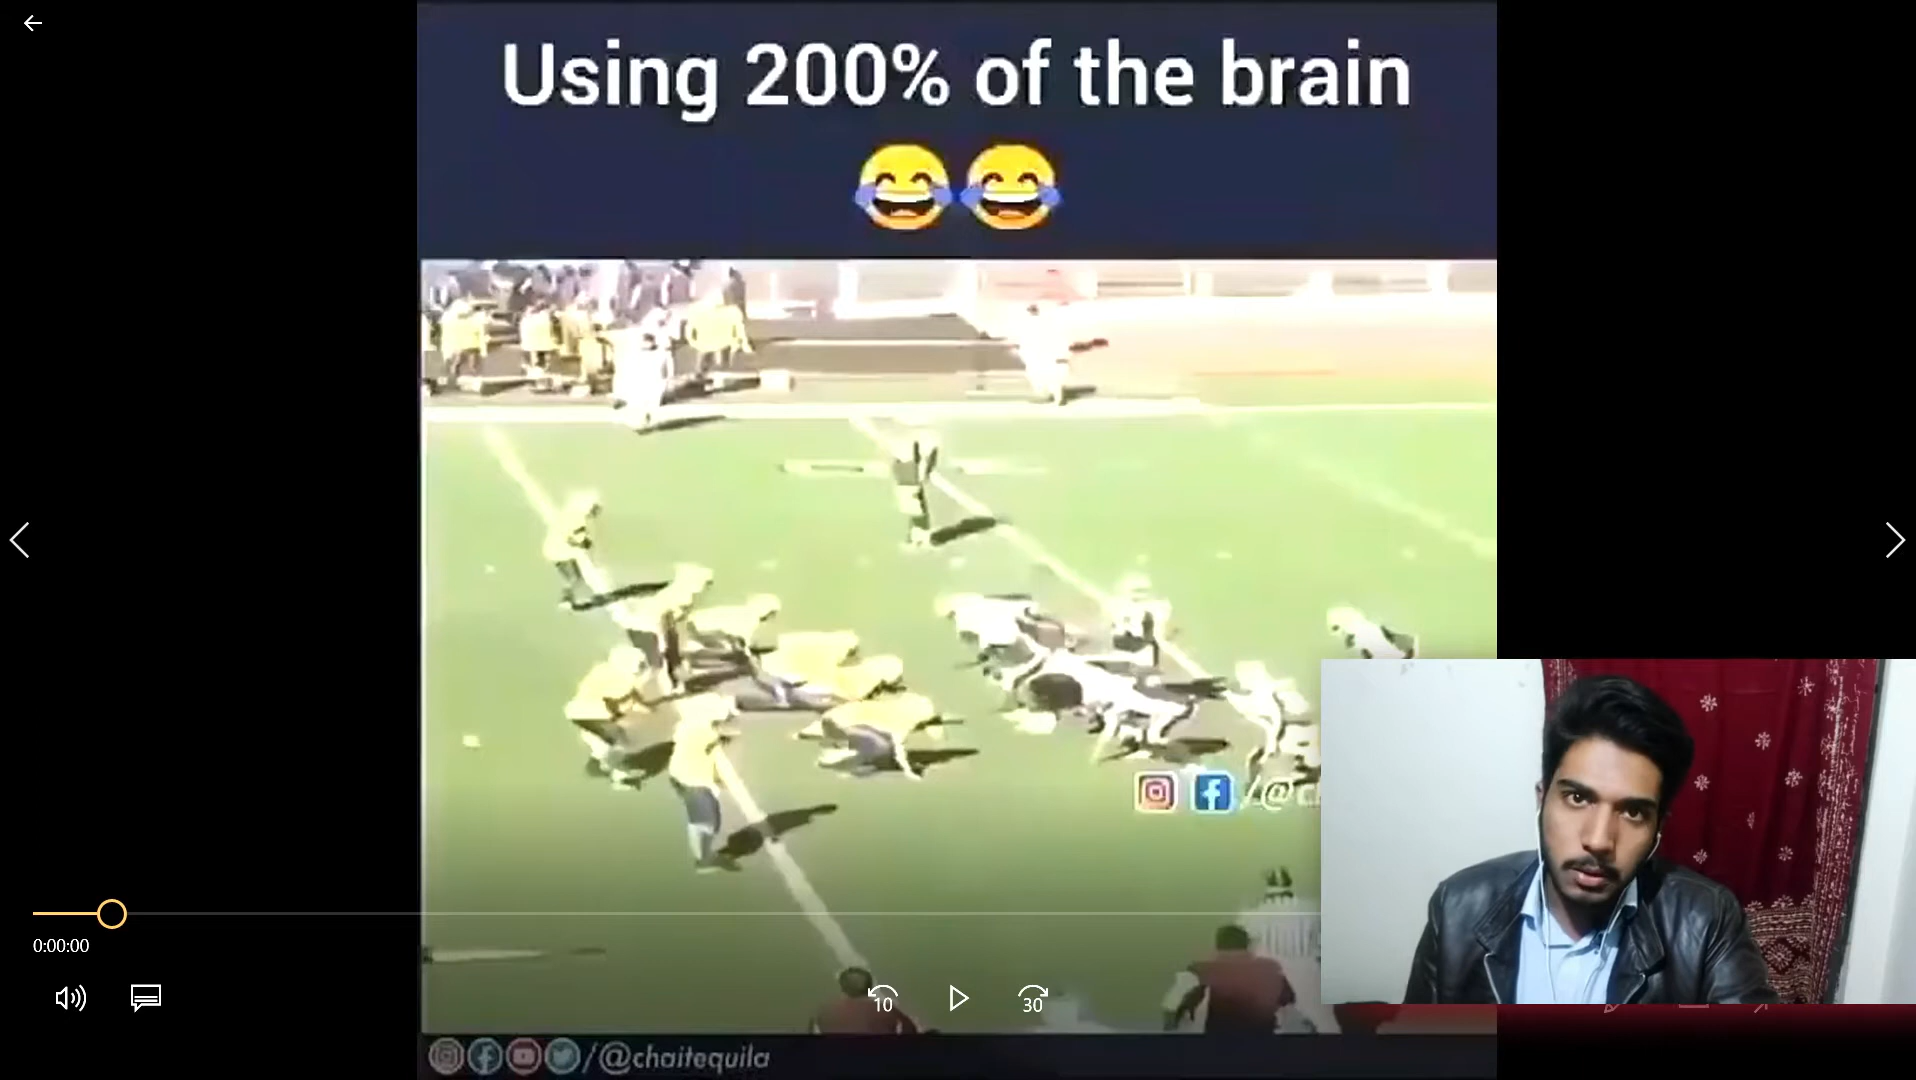 Using 200% of the brain
😂😂
/@c
0:00:00
10
30
/@chaitequila